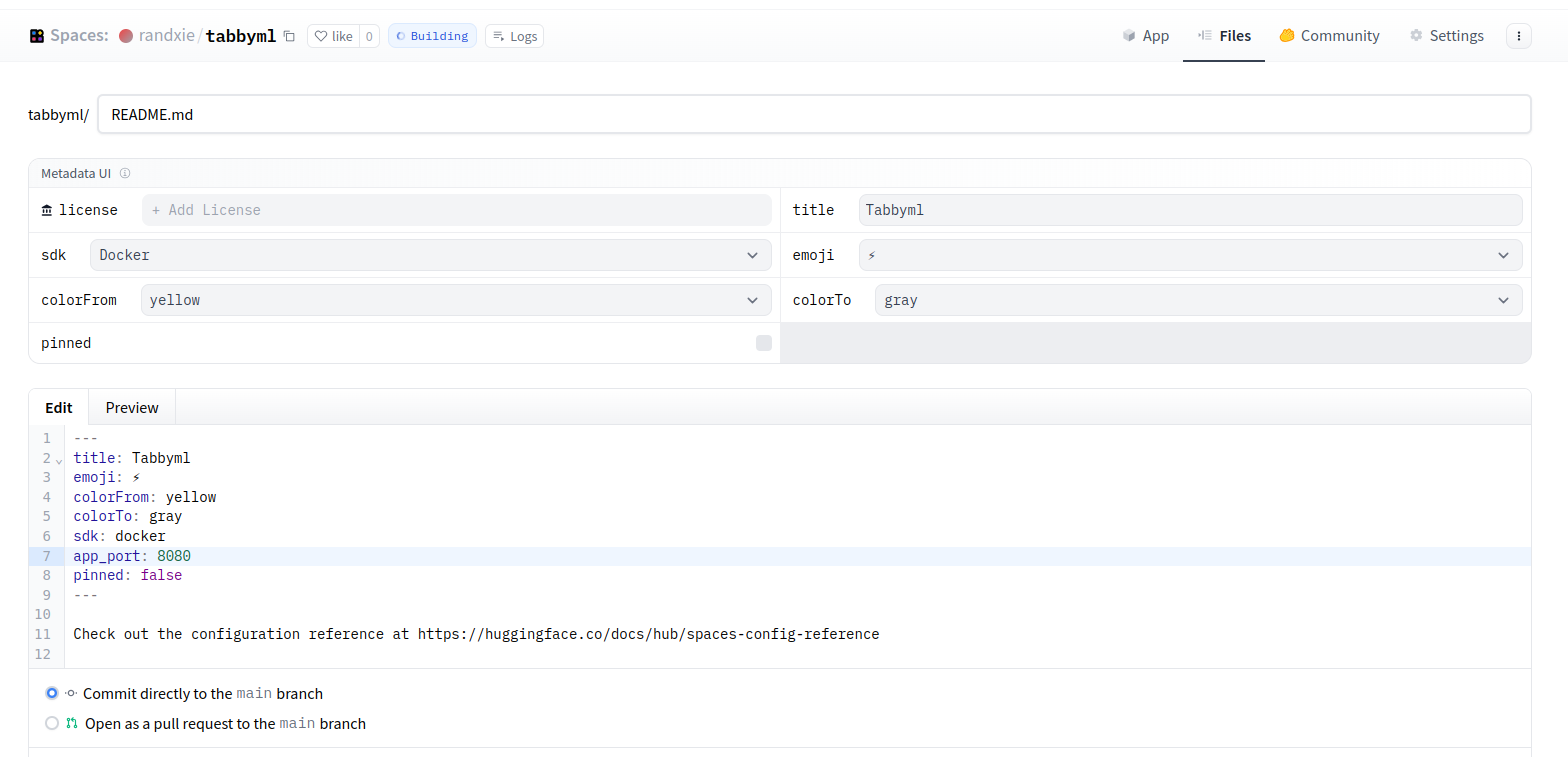 Spaces: randxie/tabbyml like 0 Building Logs App Files Community Settings
tabbyml/ README.md
Metadata UI
license + Add License title Tabbyml
sdk Docker emoji ⚡
colorFrom yellow colorTo gray
pinned
Edit Preview
1 ---
2 title: Tabbyml
3 emoji: ⚡
4 colorFrom: yellow
5 colorTo: gray
6 sdk: docker
7 app_port: 8080
8 pinned: false
9 ---
10
11 Check out the configuration reference at https://huggingface.co/docs/hub/spaces-config-reference
12
Commit directly to the main branch
Open as a pull request to the main branch